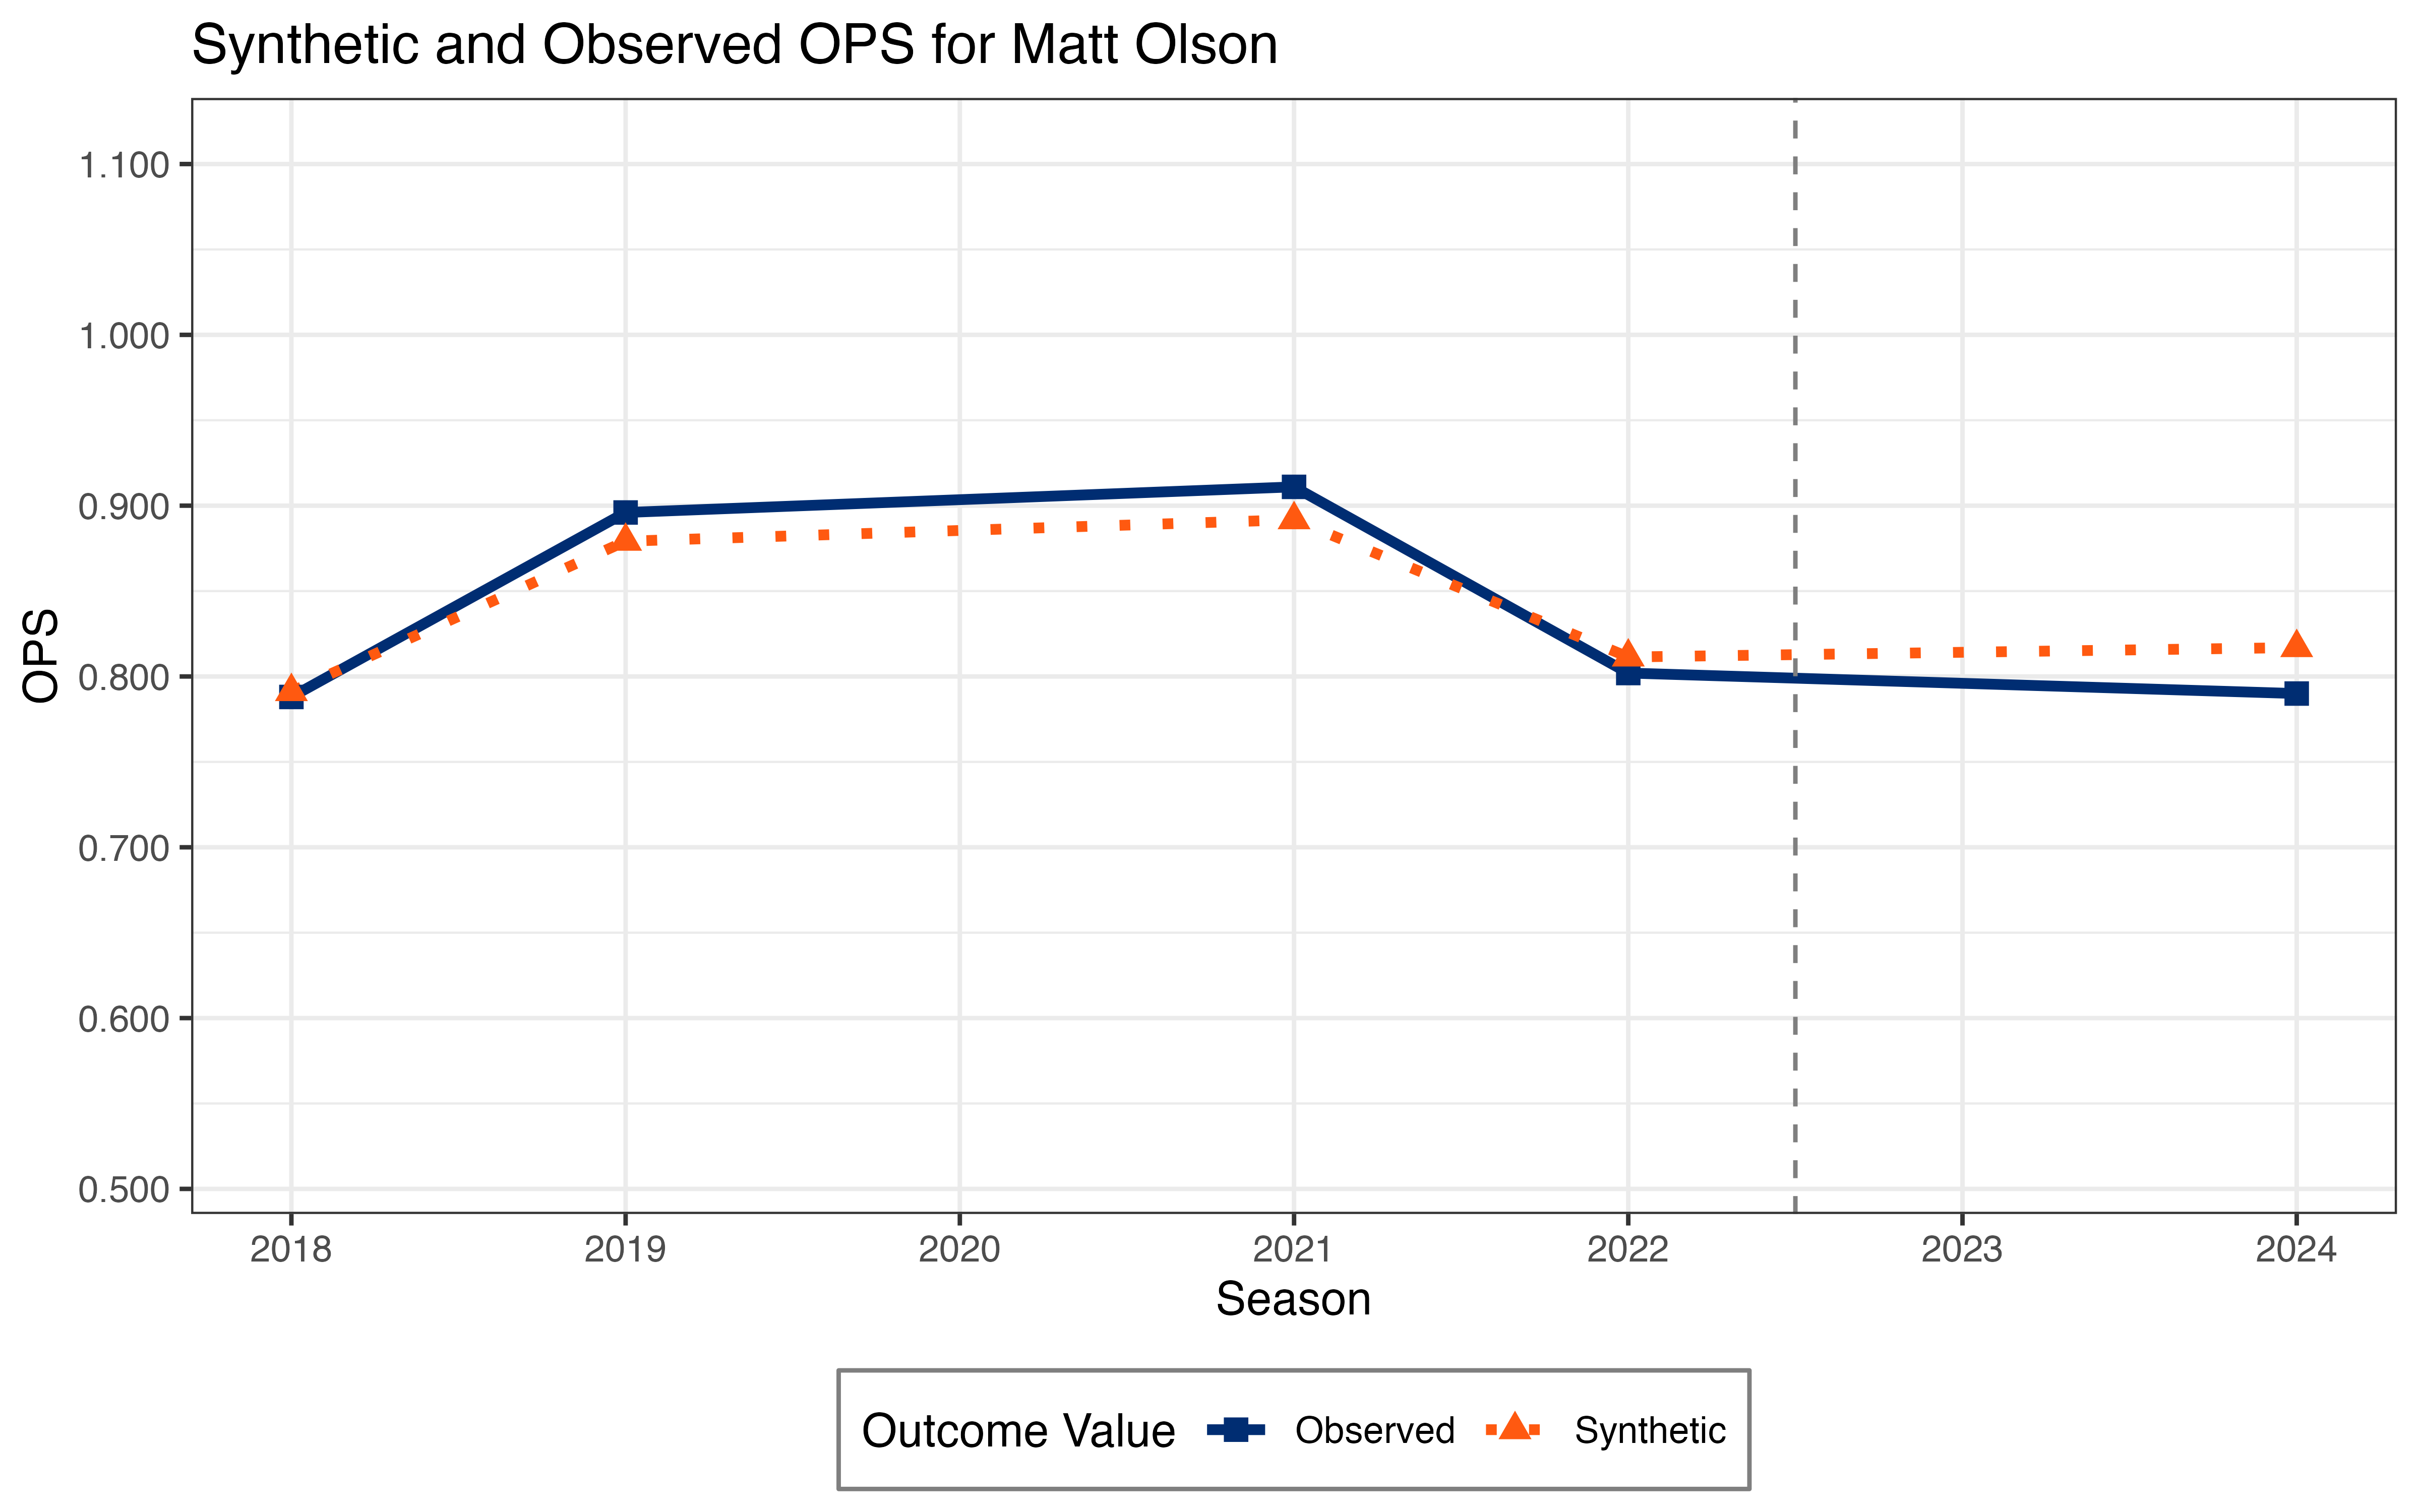 Synthetic and Observed OPS for Matt Olson
1.100
1.000
0.900
0.800
0.700
0.600
0.500
OPS
2018 2019 2020 2021 2022 2023 2024
Season
Outcome Value Observed Synthetic